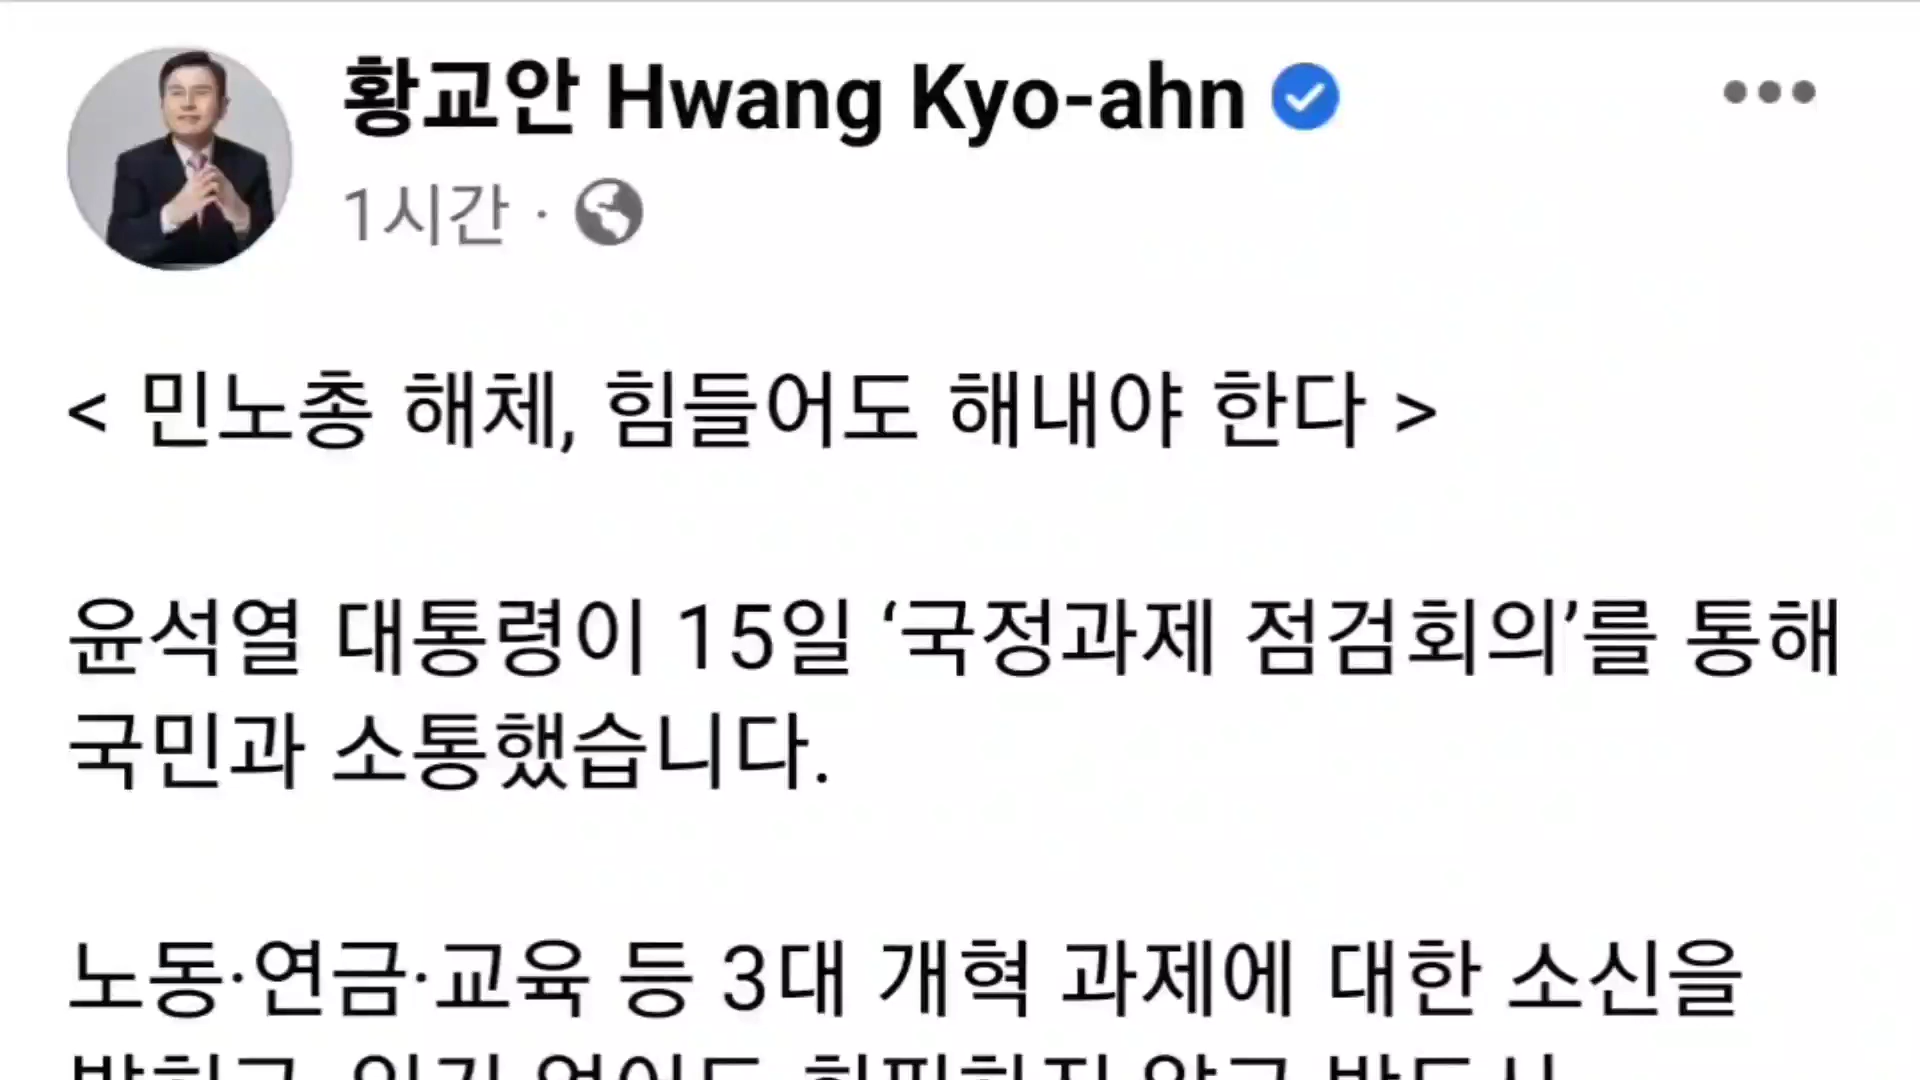 황교안 Hwang Kyo-ahn
1시간 ·
< 민노총 해체, 힘들어도 해내야 한다 >
윤석열 대통령이 15일 ‘국정과제 점검회의’를 통해
국민과 소통했습니다.
노동·연금·교육 등 3대 개혁 과제에 대한 소신을